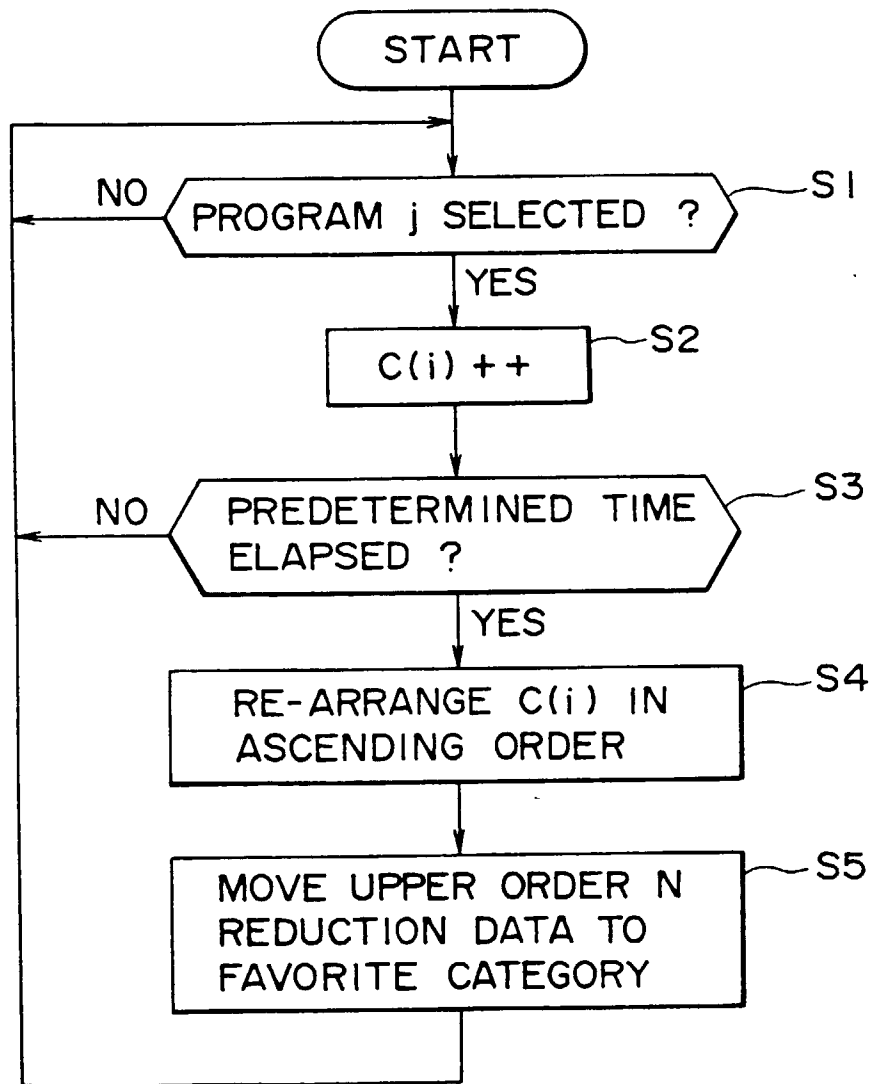 START
NO
PROGRAM j SELECTED ?
S1
YES
C(i) ++
S2
NO
PREDETERMINED TIME
ELAPSED ?
S3
YES
RE-ARRANGE C(i) IN
ASCENDING ORDER
S4
MOVE UPPER ORDER N
REDUCTION DATA TO
FAVORITE CATEGORY
S5